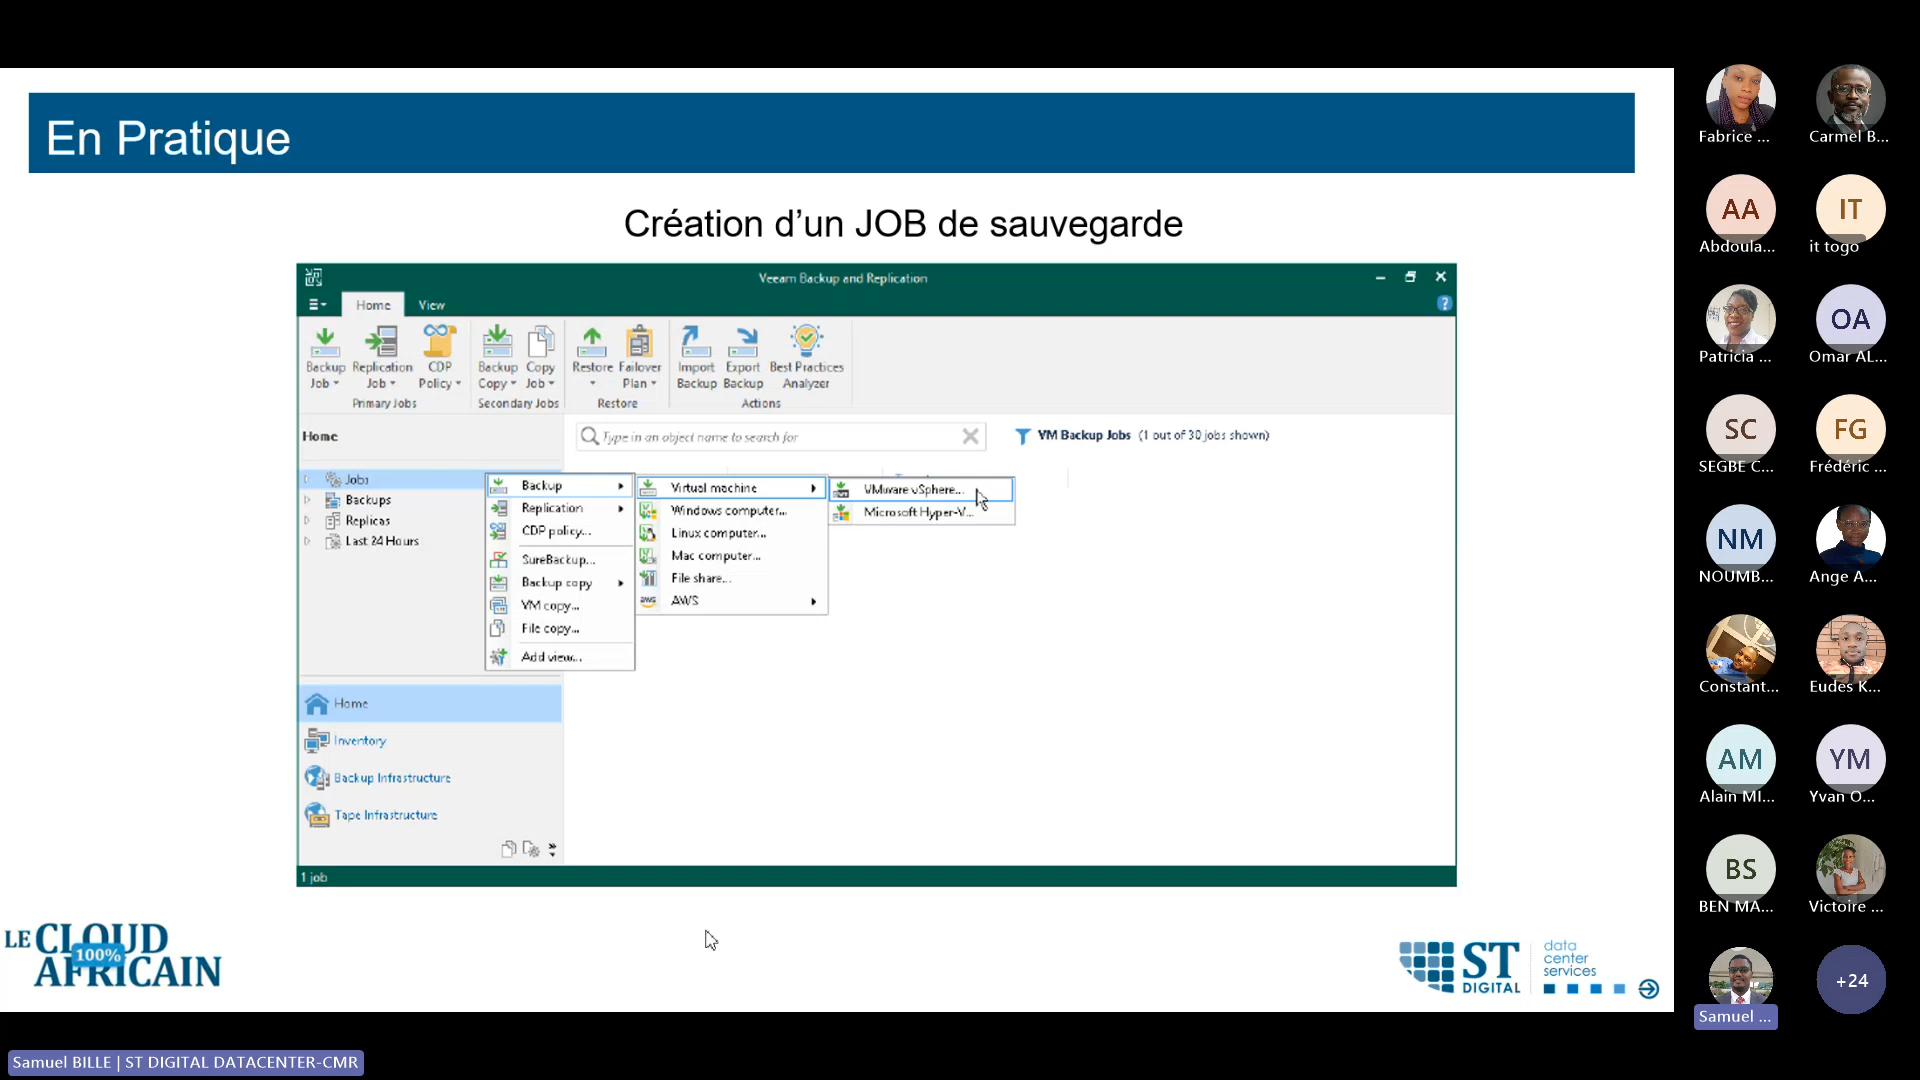 En Pratique
Création d'un JOB de sauvegarde
Veeam Backup and Replication
Home View
Backup Job
Replication Job
CDP Policy
Primary Jobs
Backup Copy
Copy Job
Secondary Jobs
Restore
Failover Plan
Restore
Import Backup
Export Backup
Best Practices Analyzer
Actions
Home
Type in an object name to search for
VM Backup Jobs (1 out of 30 jobs shown)
Jobs
Backups
Replicas
Last 24 Hours
Backup
Replication
CDP policy...
SureBackup...
Backup copy
VM copy...
File copy...
Add view...
Virtual machine
Windows computer...
Linux computer...
Mac computer...
File share...
aws AWS
VMware vSphere...
Microsoft Hyper-V...
Home
Inventory
Backup Infrastructure
Tape Infrastructure
1 job
LE CLOUD
100%
AFRICAIN
ST DIGITAL
data
center
services
Fabrice ...
Carmel B...
AA
Abdoula...
IT
it togo
Patricia ...
OA
Omar AL...
SC
SEGBE C...
FG
Frédéric ...
NM
NOUMB...
Ange A...
Constant...
Eudes K...
AM
Alain MI...
YM
Yvan O...
BS
BEN MA...
Victoire ...
Samuel ...
+24
Samuel BILLE | ST DIGITAL DATACENTER-CMR